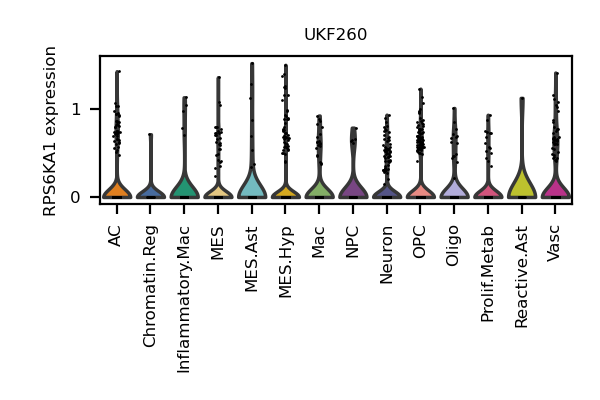 UKF260
RPS6KA1 expression
1
0
AC
Chromatin.Reg
Inflammatory.Mac
MES
MES.Ast
MES.Hyp
Mac
NPC
Neuron
OPC
Oligo
Prolif.Metab
Reactive.Ast
Vasc